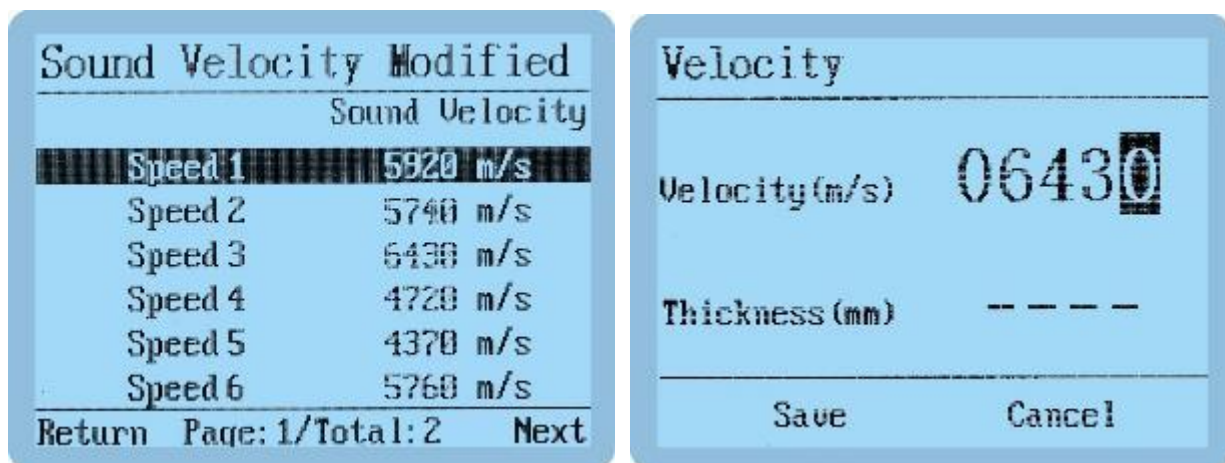 Sound Velocity Modified
Sound Velocity
Speed 1 5920 m/s
Speed 2 5740 m/s
Speed 3 6430 m/s
Speed 4 4720 m/s
Speed 5 4370 m/s
Speed 6 5760 m/s
Return Page: 1/Total: 2 Next
Velocity
Velocity(m/s) 06430
Thickness(mm) ----
Save Cancel